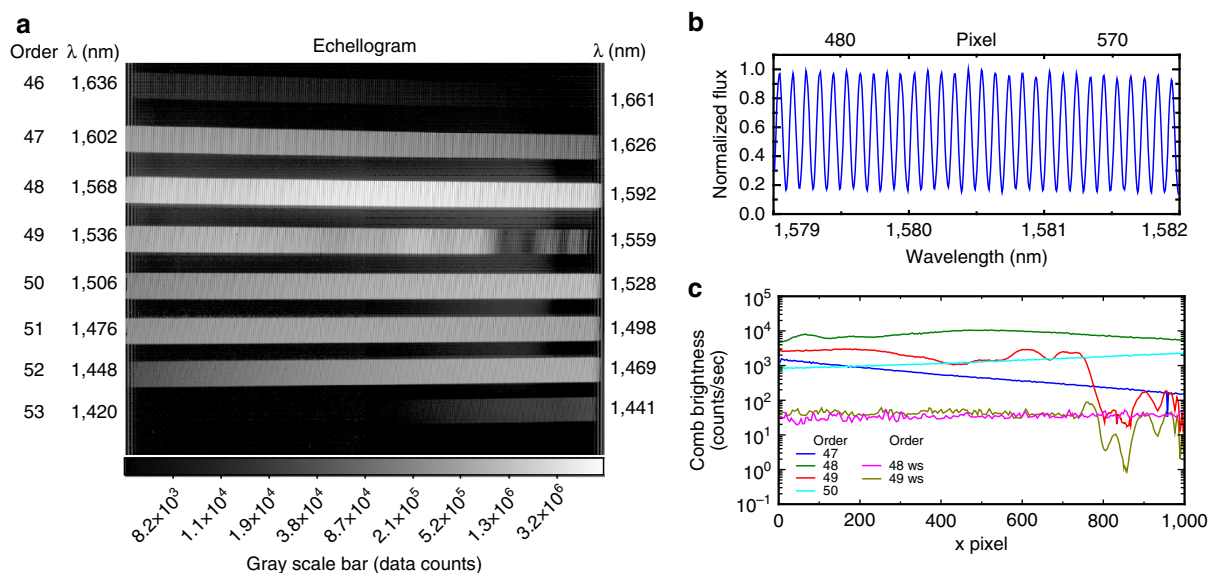 a
Echellogram
Order λ (nm) λ (nm)
46 1,636 1,661
47 1,602 1,626
48 1,568 1,592
49 1,536 1,559
50 1,506 1,528
51 1,476 1,498
52 1,448 1,469
53 1,420 1,441
8.2×10³ 1.1×10⁴ 1.9×10⁴ 3.8×10⁴ 8.7×10⁴ 2.1×10⁵ 5.2×10⁵ 1.3×10⁶ 3.2×10⁶
Gray scale bar (data counts)
b
480 Pixel 570
Normalized flux
1.0
0.8
0.6
0.4
0.2
0.0
1,579 1,580 1,581 1,582
Wavelength (nm)
c
Comb brightness
(counts/sec)
10⁵
10⁴
10³
10²
10¹
10⁰
10⁻¹
Order Order
47
48 48 ws
49 49 ws
50
0 200 400 600 800 1,000
x pixel